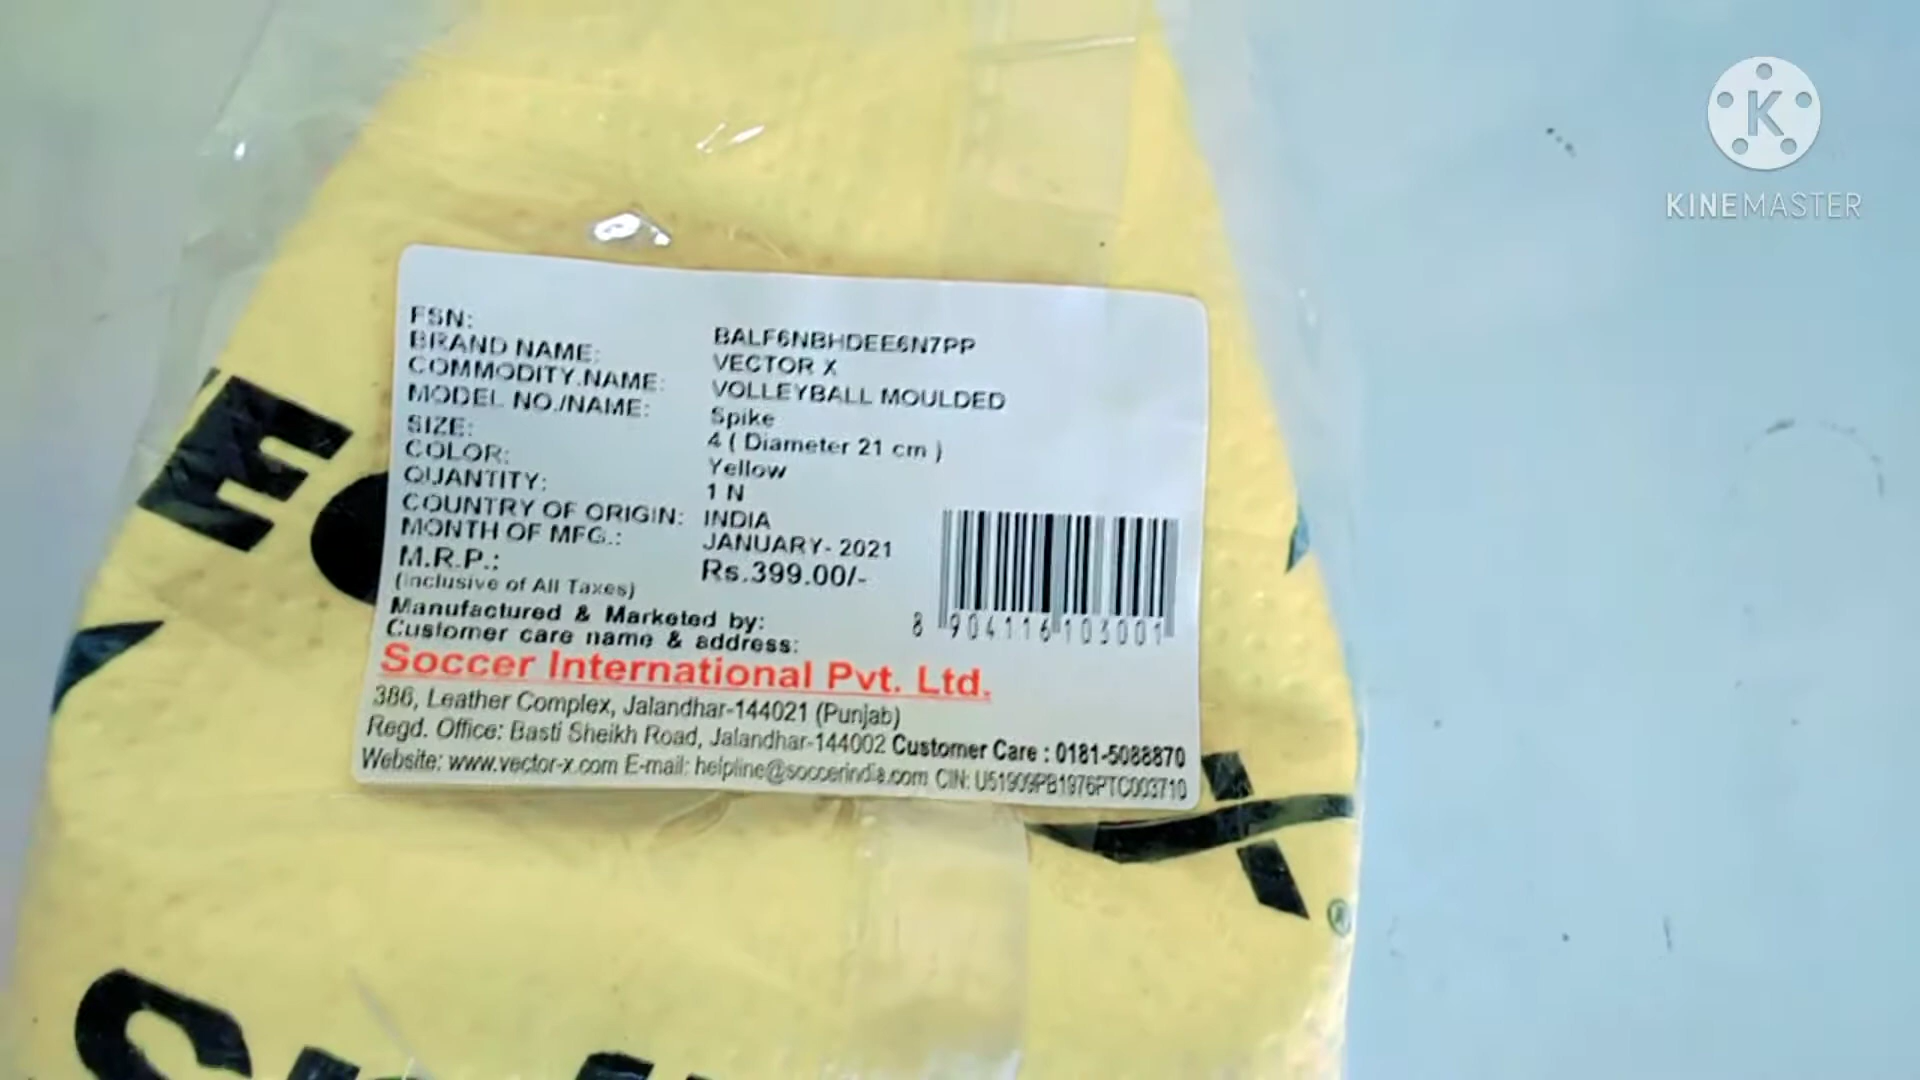 KINEMASTER
FSN: BALF6NBHDEE6N7PP
BRAND NAME: VECTOR X
COMMODITY.NAME: VOLLEYBALL MOULDED
MODEL NO./NAME: Spike
SIZE: 4 ( Diameter 21 cm )
COLOR: Yellow
QUANTITY: 1 N
COUNTRY OF ORIGIN: INDIA
MONTH OF MFG.: JANUARY- 2021
M.R.P.: Rs.399.00/-
(inclusive of All Taxes)
8 904116 103001
Manufactured & Marketed by:
Customer care name & address:
Soccer International Pvt. Ltd.
386, Leather Complex, Jalandhar-144021 (Punjab)
Regd. Office: Basti Sheikh Road, Jalandhar-144002 Customer Care : 0181-5088870
Website: www.vector-x.com E-mail: helpline@soccerindia.com CIN: U51909PB1976PTC003710